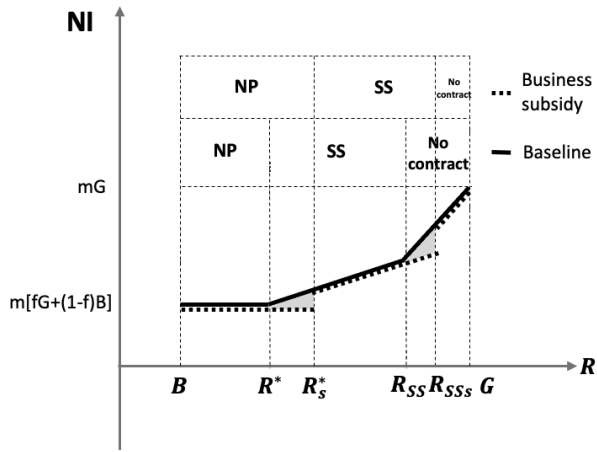 NI
NP SS No contract
Business subsidy
Baseline
NP SS No contract
mG
m[fG+(1-f)B]
B R* R*s RSS RSSs G
R